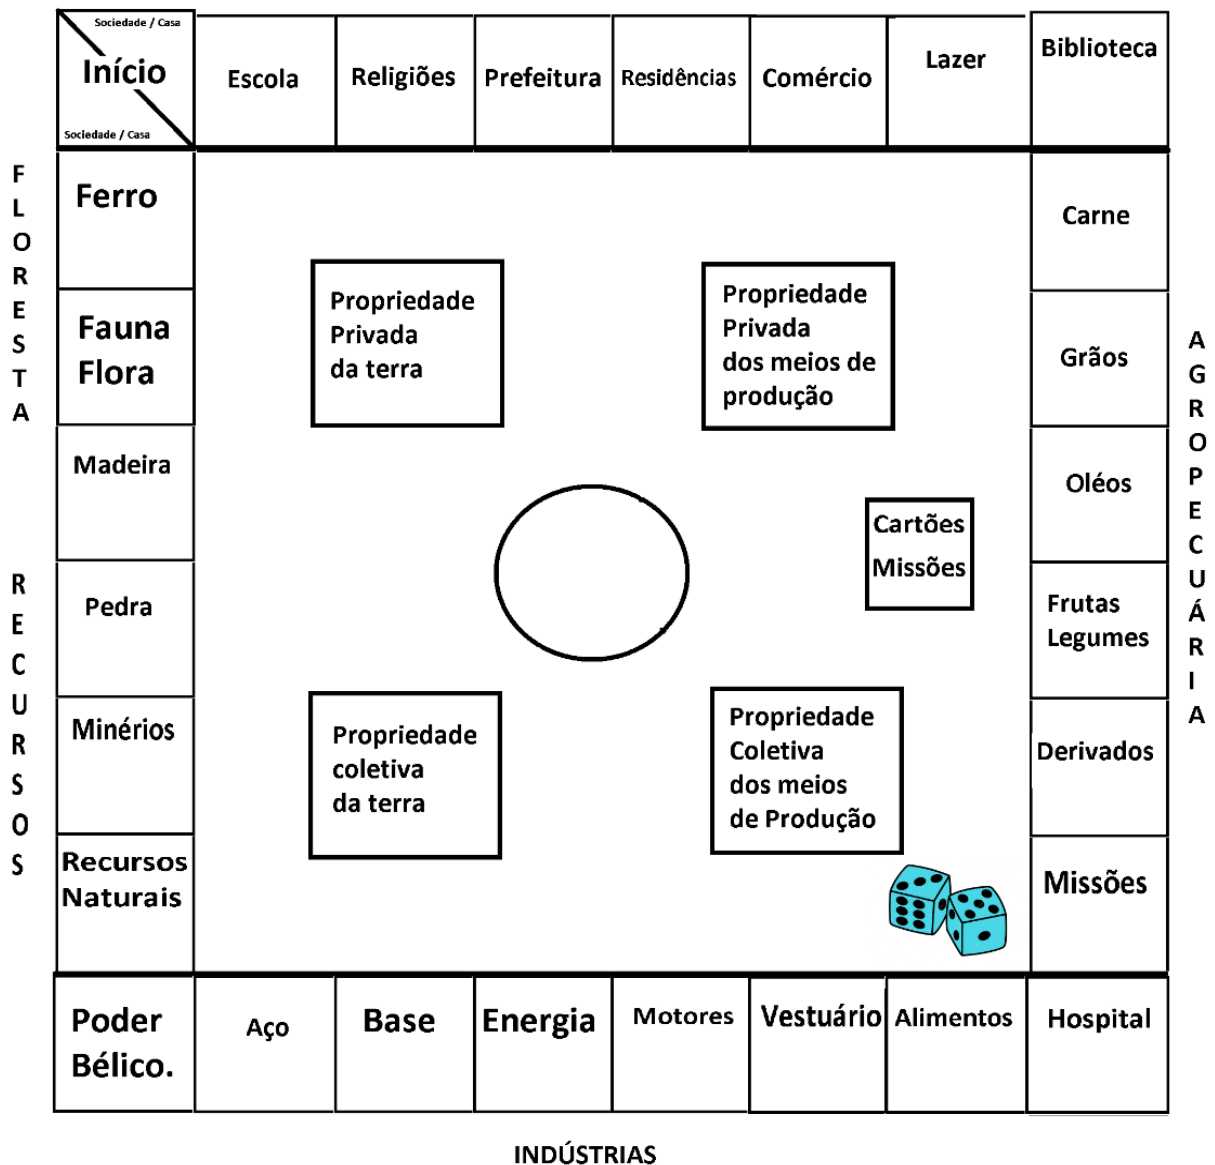 Sociedade / Casa
Início
Sociedade / Casa
Escola
Religiões
Prefeitura
Residências
Comércio
Lazer
Biblioteca
FLORESTA
Ferro
Fauna
Flora
Madeira
RECURSOS
Pedra
Minérios
Recursos
Naturais
Propriedade
Privada
da terra
Propriedade
Privada
dos meios de
produção
Cartões
Missões
Propriedade
coletiva
da terra
Propriedade
Coletiva
dos meios
de Produção
Carne
Grãos
Oléos
Frutas
Legumes
Derivados
Missões
AGROPECUÁRIA
Poder
Bélico.
Aço
Base
Energia
Motores
Vestuário
Alimentos
Hospital
INDÚSTRIAS